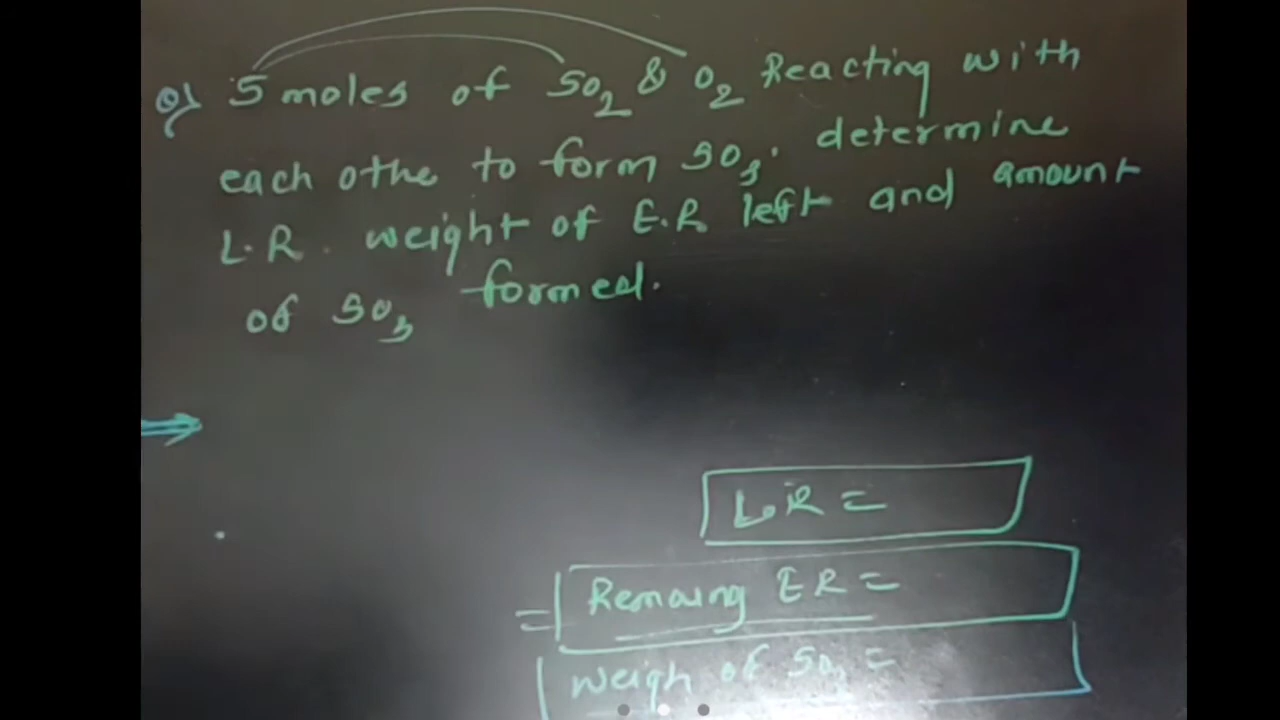 Q) 5 moles of SO2 & O2 Reacting with
each othe to form SO3. determine
L.R. weight of E.R left and amount
of SO3 formed.
L.R =
= Remaing ER =
Weigh of SO3 =